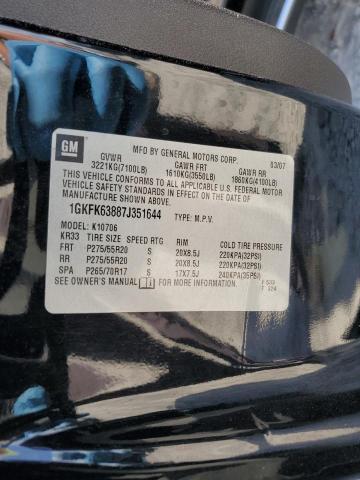 GM
MFD BY GENERAL MOTORS CORP. 03/07
GVWR GAWR FRT GAWR RR
3221KG(7100LB) 1610KG(3550LB) 1860KG(4100LB)
THIS VEHICLE CONFORMS TO ALL APPLICABLE U.S. FEDERAL MOTOR
VEHICLE SAFETY STANDARDS IN EFFECT ON THE DATE OF
MANUFACTURE SHOWN ABOVE.
1GKFK63887J351644 TYPE: M.P.V.
MODEL: K10706
KR33 TIRE SIZE SPEED RTG RIM COLD TIRE PRESSURE
FRT P275/55R20 S 20X8.5J 220KPA(32PSI)
RR P275/55R20 S 20X8.5J 220KPA(32PSI)
SPA P265/70R17 S 17X7.5J 240KPA(35PSI)
SEE OWNER'S MANUAL FOR ADDITIONAL INFORMATION.